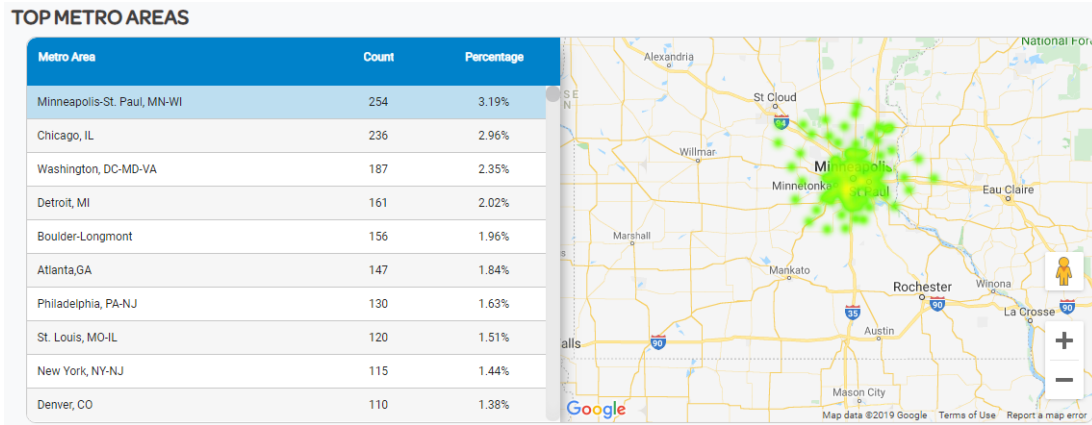 TOP METRO AREAS
Metro Area Count Percentage
Minneapolis-St. Paul, MN-WI 254 3.19%
Chicago, IL 236 2.96%
Washington, DC-MD-VA 187 2.35%
Detroit, MI 161 2.02%
Boulder-Longmont 156 1.96%
Atlanta,GA 147 1.84%
Philadelphia, PA-NJ 130 1.63%
St. Louis, MO-IL 120 1.51%
New York, NY-NJ 115 1.44%
Denver, CO 110 1.38%
National Fore
Alexandria
St Cloud
94
Willmar
Minneapolis
Minnetonka
St Paul
Eau Claire
Marshall
Mankato
Rochester
Winona
90
La Crosse
90
35
Austin
90
alls
Mason City
Google
Map data ©2019 Google Terms of Use Report a map error